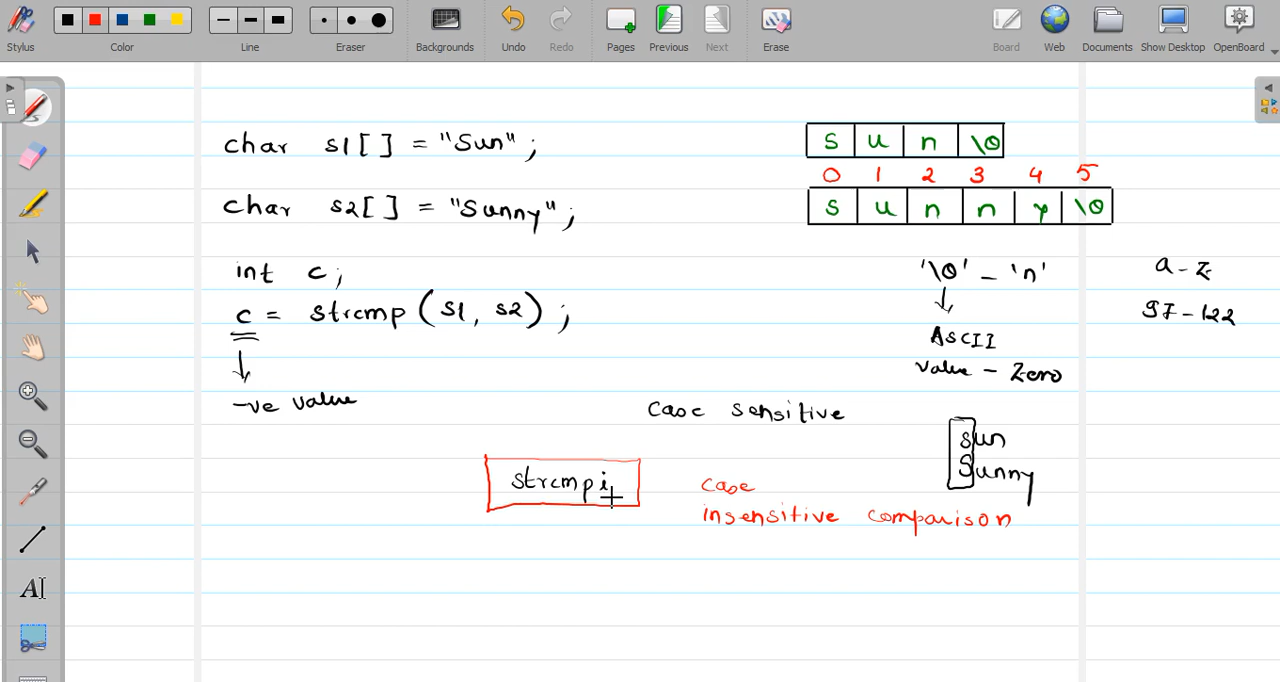 Stylus
Color
Line
Eraser
Backgrounds
Undo
Redo
Pages
Previous
Next
Erase
Board
Web
Documents
Show Desktop
OpenBoard
char s1[ ] = "Sun" ;
s u n \0
0 1 2 3 4 5
char s2[ ] = "Sunny" ;
s u n n y \0
int c ;
'\0' - 'n'
a - z
c = strcmp ( s1 , s2 ) ;
97 - 122
ASCII
value - Zero
-ve value
case sensitive
sun
Sunny
strcmpi
case
insensitive comparison
AI